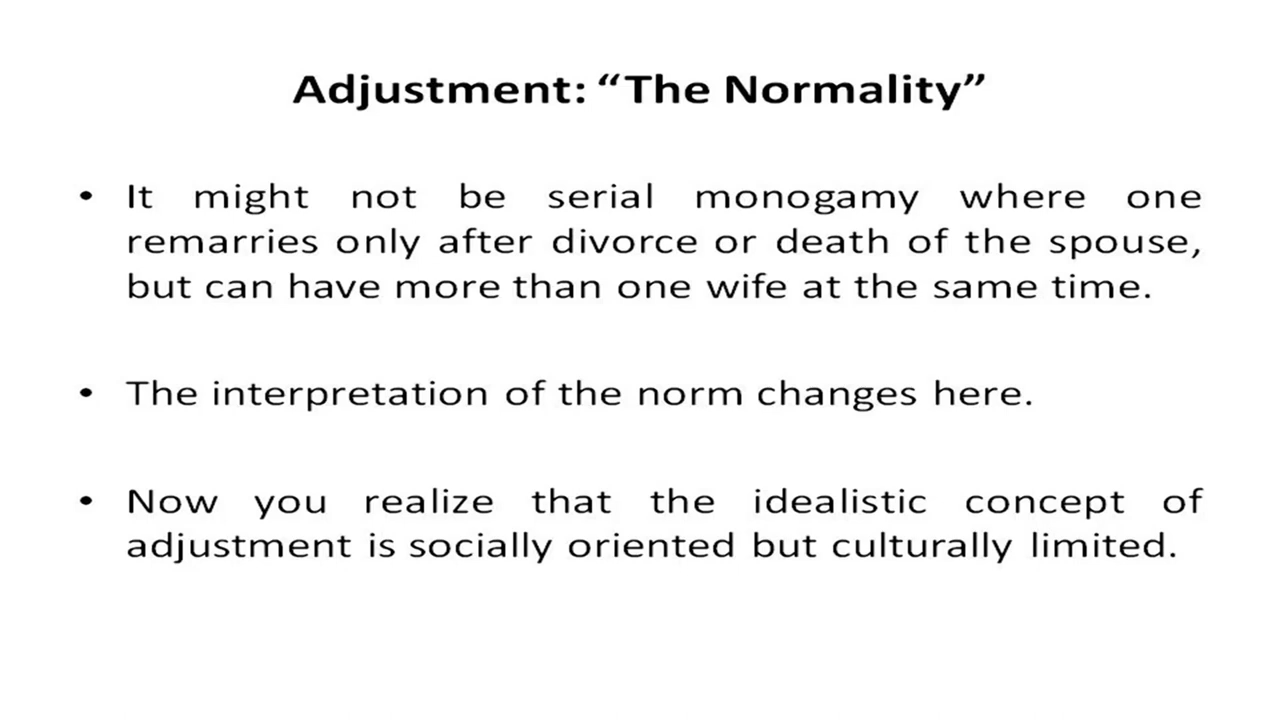 Adjustment: “The Normality”
• It might not be serial monogamy where one
remarries only after divorce or death of the spouse,
but can have more than one wife at the same time.
• The interpretation of the norm changes here.
• Now you realize that the idealistic concept of
adjustment is socially oriented but culturally limited.